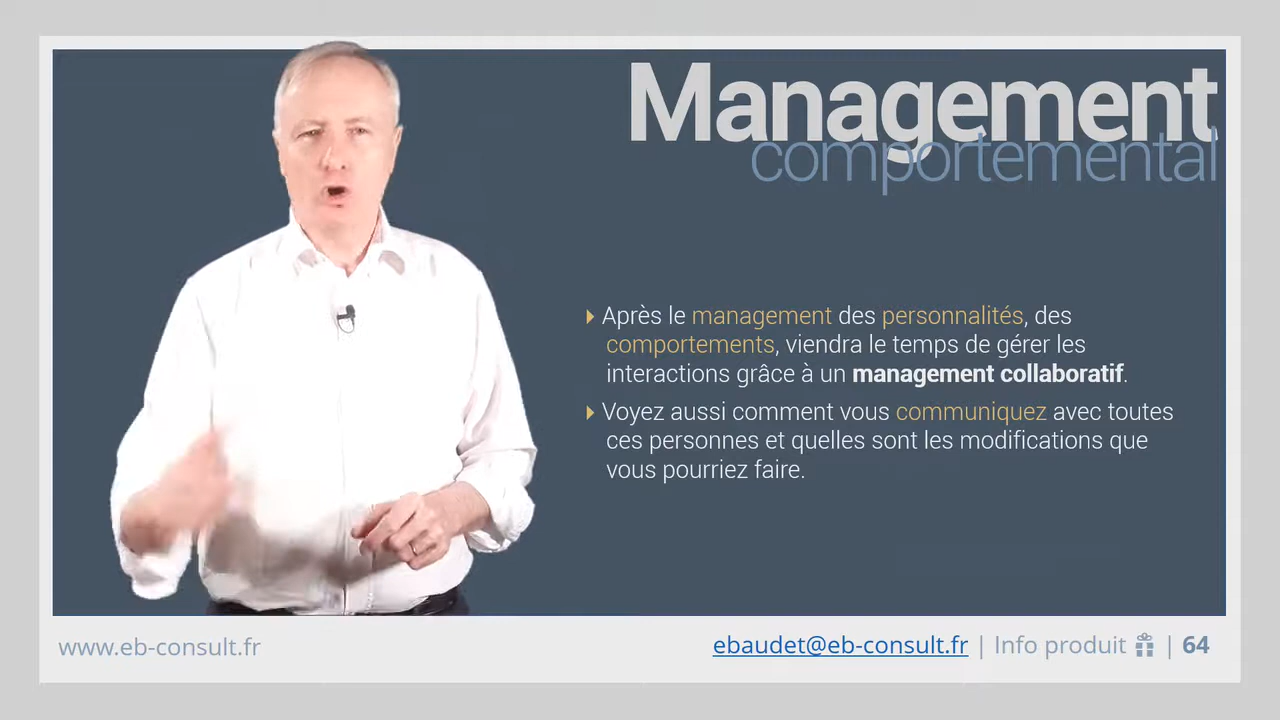 Management
comportemental
Après le management des personnalités, des
comportements, viendra le temps de gérer les
interactions grâce à un management collaboratif.
Voyez aussi comment vous communiquez avec toutes
ces personnes et quelles sont les modifications que
vous pourriez faire.
www.eb-consult.fr
ebaudet@eb-consult.fr | Info produit | 64